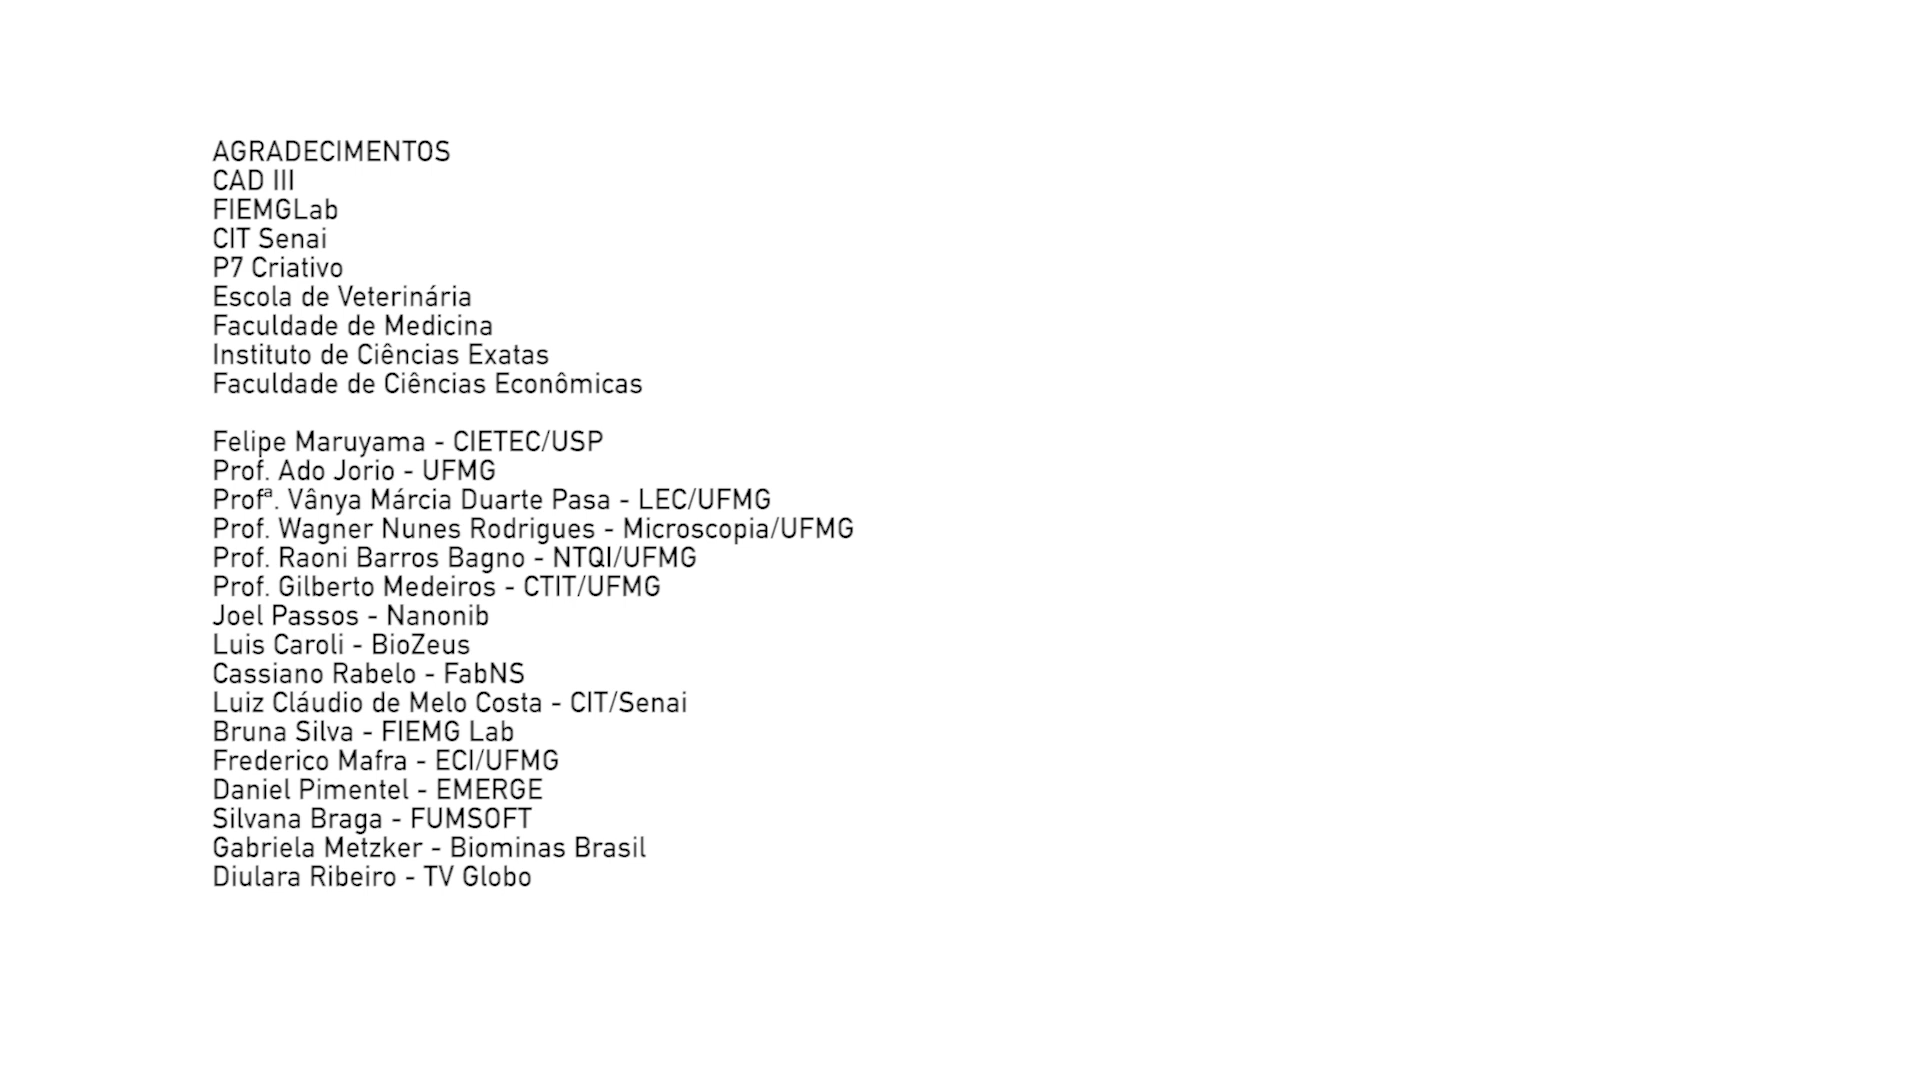 AGRADECIMENTOS
CAD III
FIEMGLab
CIT Senai
P7 Criativo
Escola de Veterinária
Faculdade de Medicina
Instituto de Ciências Exatas
Faculdade de Ciências Econômicas

Felipe Maruyama - CIETEC/USP
Prof. Ado Jorio - UFMG
Profª. Vânya Márcia Duarte Pasa - LEC/UFMG
Prof. Wagner Nunes Rodrigues - Microscopia/UFMG
Prof. Raoni Barros Bagno - NTQI/UFMG
Prof. Gilberto Medeiros - CTIT/UFMG
Joel Passos - Nanonib
Luis Caroli - BioZeus
Cassiano Rabelo - FabNS
Luiz Cláudio de Melo Costa - CIT/Senai
Bruna Silva - FIEMG Lab
Frederico Mafra - ECI/UFMG
Daniel Pimentel - EMERGE
Silvana Braga - FUMSOFT
Gabriela Metzker - Biominas Brasil
Diulara Ribeiro - TV Globo